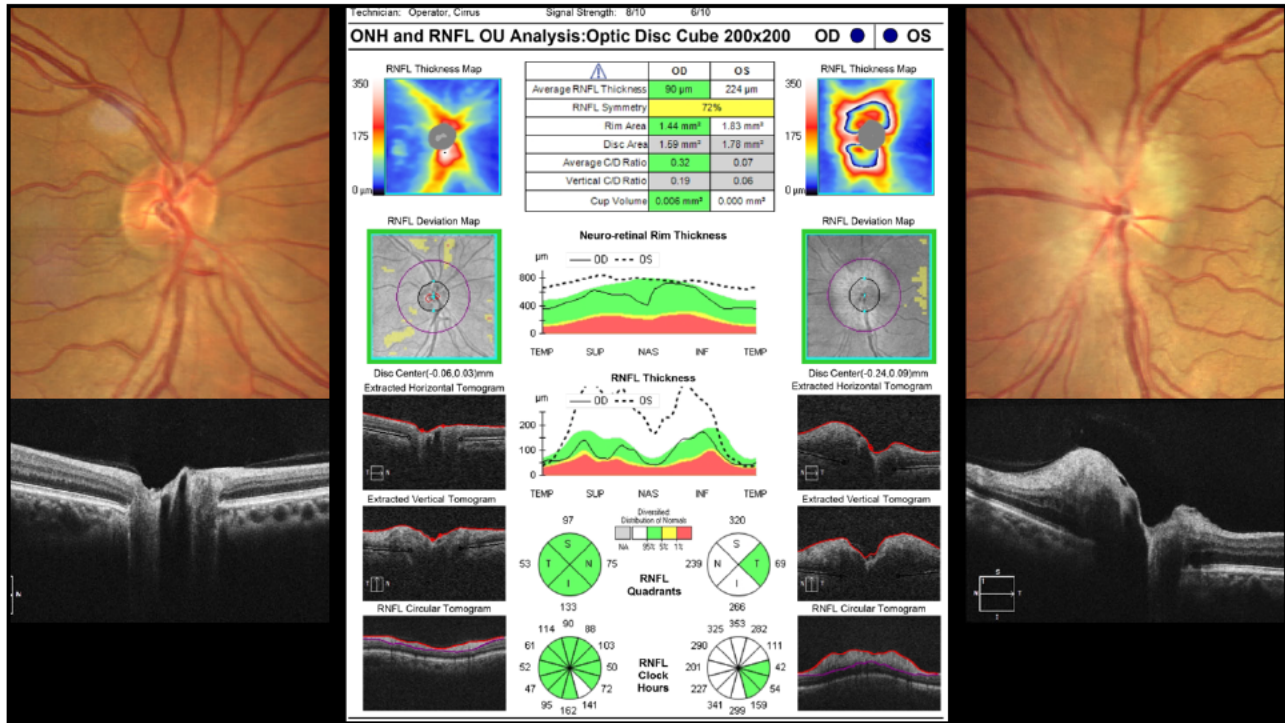 Technician: Operator, Cirrus Signal Strength: 8/10 6/10
ONH and RNFL OU Analysis:Optic Disc Cube 200x200 OD OS
RNFL Thickness Map
350
175
0 μm
OD OS
Average RNFL Thickness 90 μm 224 μm
RNFL Symmetry 72%
Rim Area 1.44 mm² 1.83 mm²
Disc Area 1.59 mm² 1.78 mm²
Average C/D Ratio 0.32 0.07
Vertical C/D Ratio 0.19 0.06
Cup Volume 0.006 mm³ 0.000 mm³
RNFL Thickness Map
350
175
0 μm
RNFL Deviation Map
Disc Center(-0.06,0.03)mm
Neuro-retinal Rim Thickness
μm OD OS
800
400
0
TEMP SUP NAS INF TEMP
RNFL Deviation Map
Disc Center(-0.24,0.09)mm
Extracted Horizontal Tomogram
T N
RNFL Thickness
μm OD OS
200
100
0
TEMP SUP NAS INF TEMP
Extracted Horizontal Tomogram
N T
Extracted Vertical Tomogram
Diversified
Distribution of Normals
NA 95% 5% 1%
97
S
53 T N 75
I
133
RNFL
Quadrants
320
S
239 N T 69
I
266
Extracted Vertical Tomogram
RNFL Circular Tomogram
90
114 88
61 103
52 50
47 72
95 141
162
RNFL
Clock
Hours
353
325 282
290 111
201 42
227 54
341 159
299
RNFL Circular Tomogram
N
S
N T
I